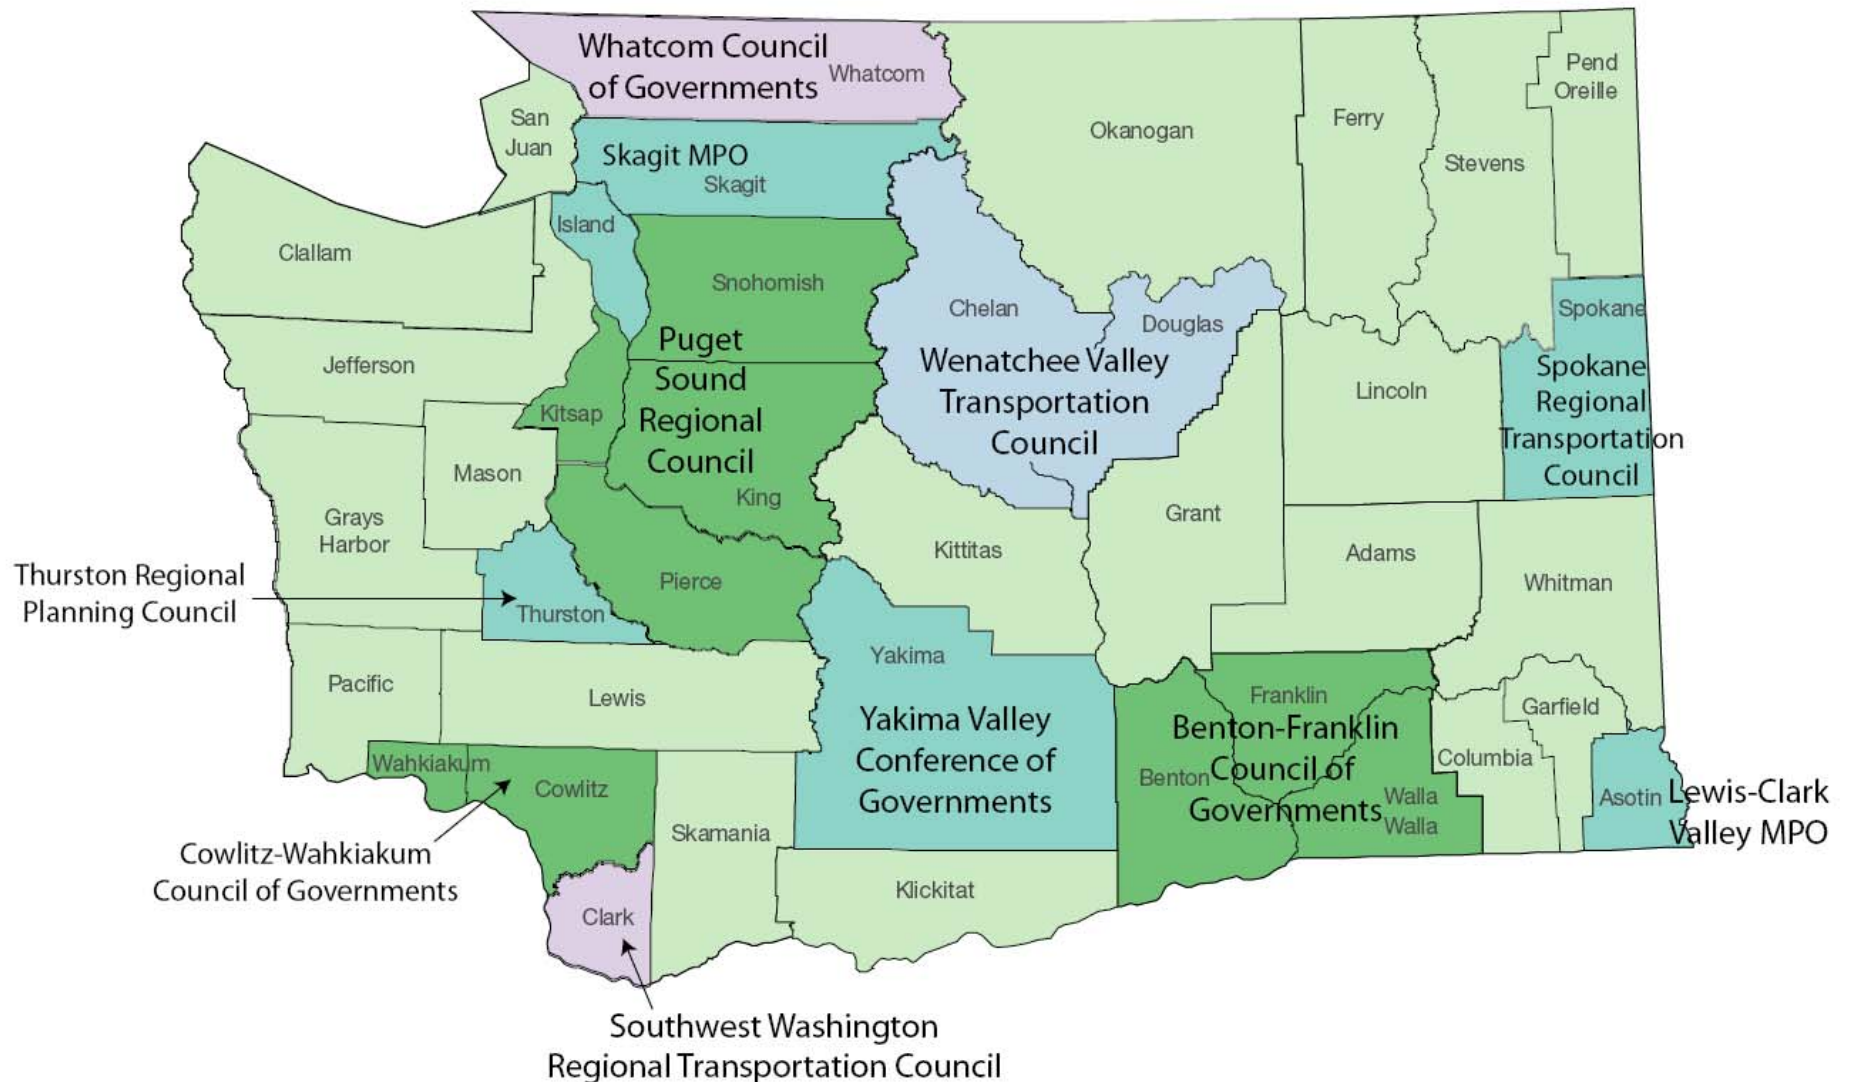 Whatcom Council
of Governments
Whatcom
Pend
Oreille
San
Juan
Okanogan
Ferry
Stevens
Skagit MPO
Skagit
Island
Clallam
Snohomish
Chelan
Douglas
Spokane
Puget
Sound
Regional
Council
Jefferson
Kitsap
Wenatchee Valley
Transportation
Council
Lincoln
Spokane
Regional
Transportation
Council
Mason
King
Grays
Harbor
Grant
Kittitas
Adams
Whitman
Thurston Regional
Planning Council
Thurston
Pierce
Yakima
Pacific
Lewis
Franklin
Garfield
Yakima Valley
Conference of
Governments
Benton-Franklin
Council of
Governments
Benton
Walla
Walla
Columbia
Asotin
Lewis-Clark
Valley MPO
Wahkiakum
Cowlitz
Skamania
Cowlitz-Wahkiakum
Council of Governments
Klickitat
Clark
Southwest Washington
Regional Transportation Council